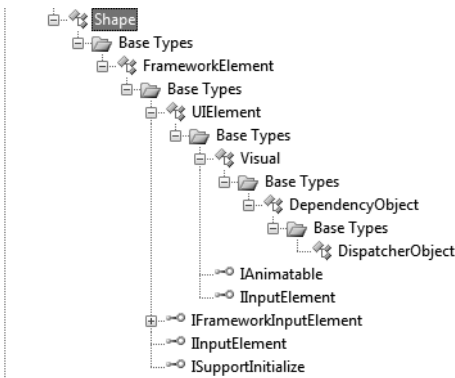 Shape
Base Types
FrameworkElement
Base Types
UIElement
Base Types
Visual
Base Types
DependencyObject
Base Types
DispatcherObject
IAnimatable
IInputElement
IFrameworkInputElement
IInputElement
ISupportInitialize